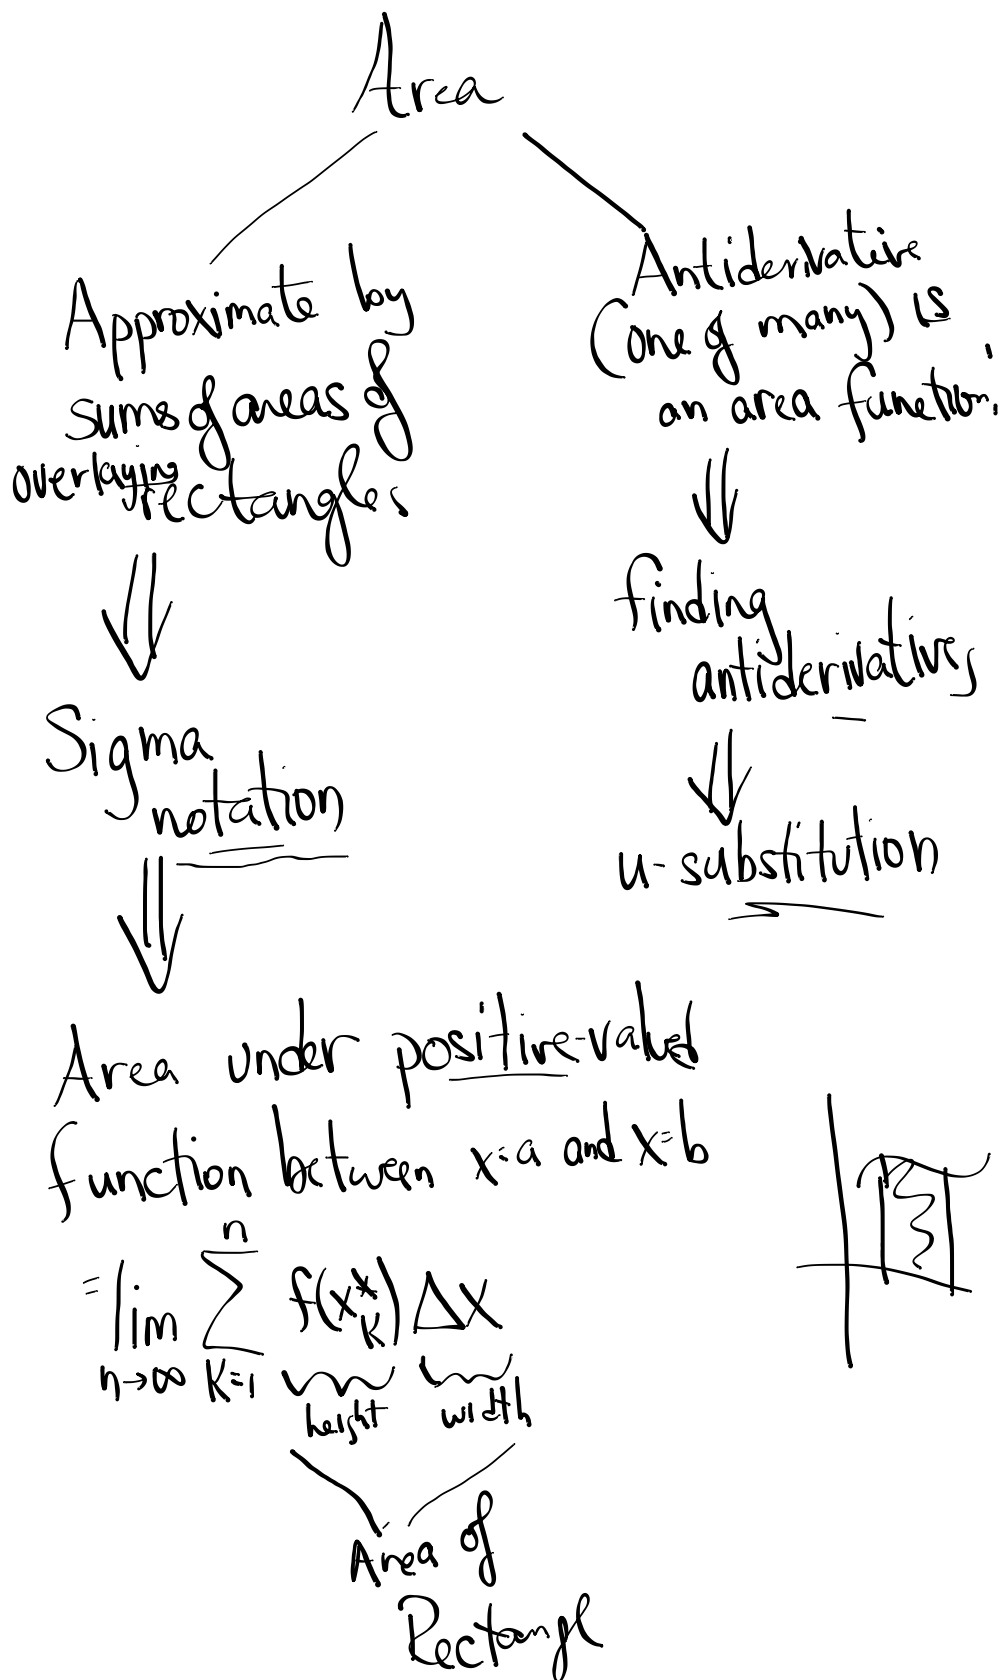 Area
Approximate by
sums of areas of
overlaying
rectangles
Sigma
notation
Antiderivative
(one of many) is
an area function.
finding
antiderivatives
u-substitution
Area under positive-valued
function between x=a and x=b
= lim n→∞ n Σ K=1 f(x*K) Δx
height width
Area of
Rectangl